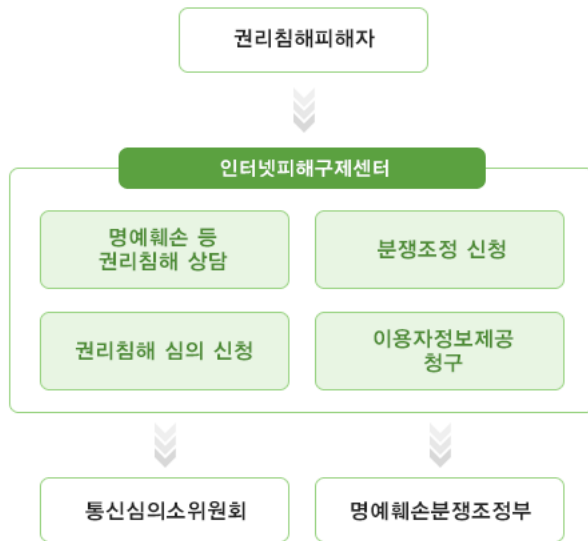 권리침해피해자
인터넷피해구제센터
명예훼손 등
권리침해 상담
분쟁조정 신청
권리침해 심의 신청
이용자정보제공
청구
통신심의소위원회
명예훼손분쟁조정부